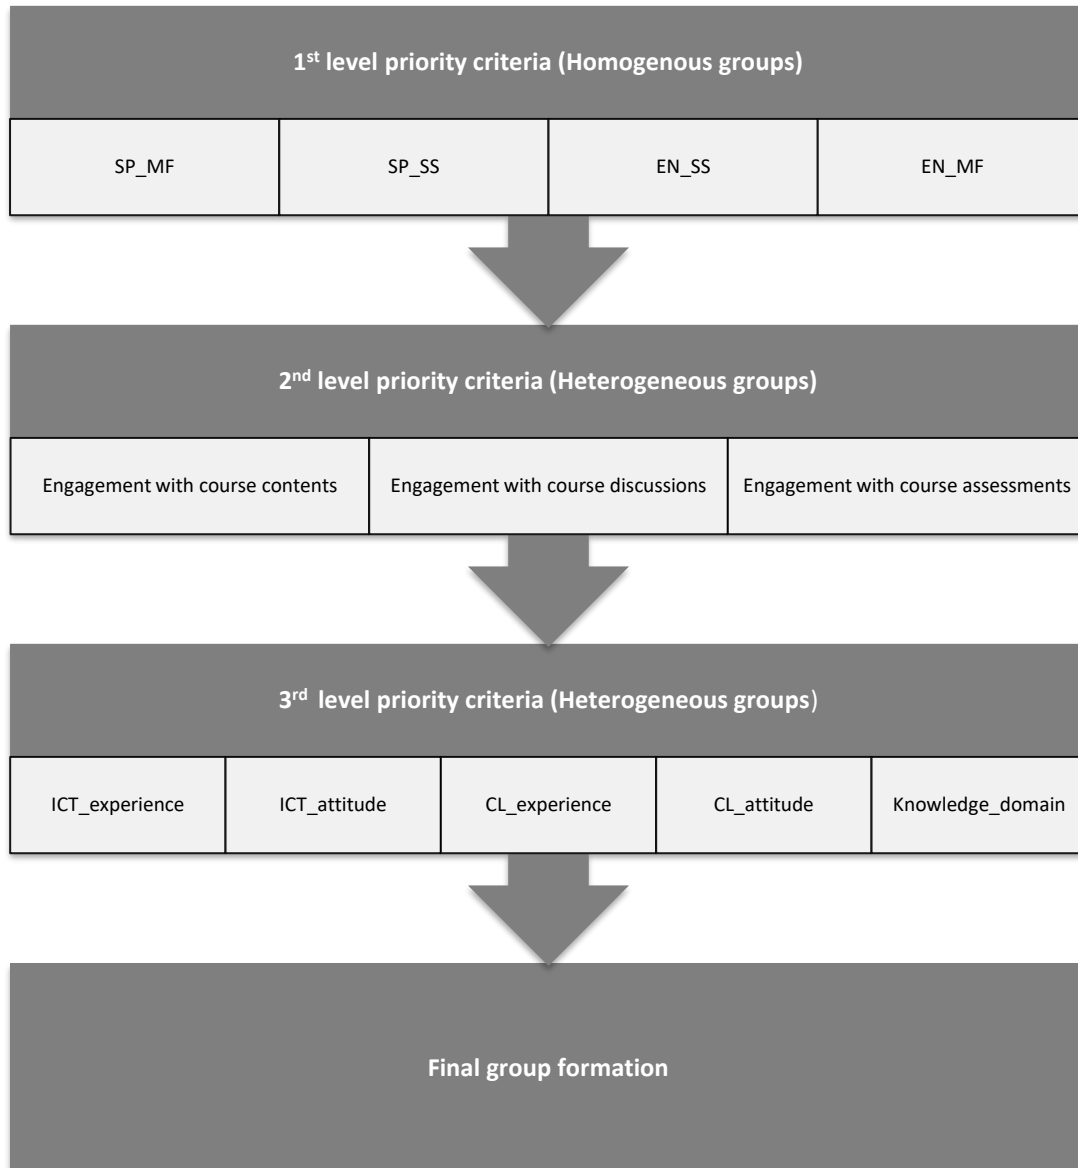 1st level priority criteria (Homogenous groups)
SP_MF
SP_SS
EN_SS
EN_MF
2nd level priority criteria (Heterogeneous groups)
Engagement with course contents
Engagement with course discussions
Engagement with course assessments
3rd level priority criteria (Heterogeneous groups)
ICT_experience
ICT_attitude
CL_experience
CL_attitude
Knowledge_domain
Final group formation